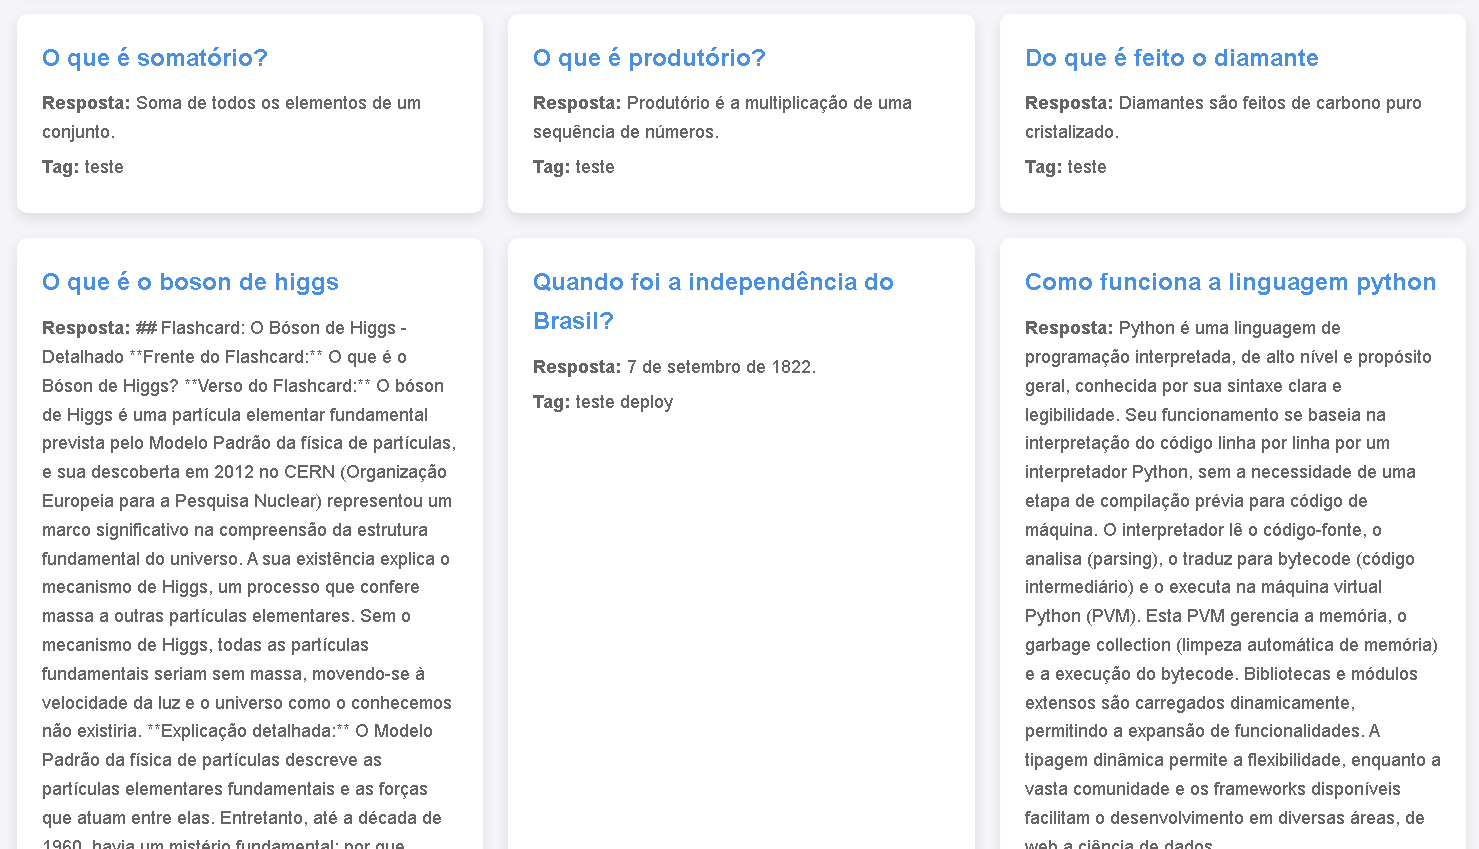 O que é somatório?
Resposta: Soma de todos os elementos de um
conjunto.
Tag: teste
O que é produtório?
Resposta: Produtório é a multiplicação de uma
sequência de números.
Tag: teste
Do que é feito o diamante
Resposta: Diamantes são feitos de carbono puro
cristalizado.
Tag: teste
O que é o boson de higgs
Resposta: ## Flashcard: O Bóson de Higgs -
Detalhado **Frente do Flashcard:** O que é o
Bóson de Higgs? **Verso do Flashcard:** O bóson
de Higgs é uma partícula elementar fundamental
prevista pelo Modelo Padrão da física de partículas,
e sua descoberta em 2012 no CERN (Organização
Europeia para a Pesquisa Nuclear) representou um
marco significativo na compreensão da estrutura
fundamental do universo. A sua existência explica o
mecanismo de Higgs, um processo que confere
massa a outras partículas elementares. Sem o
mecanismo de Higgs, todas as partículas
fundamentais seriam sem massa, movendo-se à
velocidade da luz e o universo como o conhecemos
não existiria. **Explicação detalhada:** O Modelo
Padrão da física de partículas descreve as
partículas elementares fundamentais e as forças
que atuam entre elas. Entretanto, até a década de
1960, havia um mistério fundamental: por que
Quando foi a independência do
Brasil?
Resposta: 7 de setembro de 1822.
Tag: teste deploy
Como funciona a linguagem python
Resposta: Python é uma linguagem de
programação interpretada, de alto nível e propósito
geral, conhecida por sua sintaxe clara e
legibilidade. Seu funcionamento se baseia na
interpretação do código linha por linha por um
interpretador Python, sem a necessidade de uma
etapa de compilação prévia para código de
máquina. O interpretador lê o código-fonte, o
analisa (parsing), o traduz para bytecode (código
intermediário) e o executa na máquina virtual
Python (PVM). Esta PVM gerencia a memória, o
garbage collection (limpeza automática de memória)
e a execução do bytecode. Bibliotecas e módulos
extensos são carregados dinamicamente,
permitindo a expansão de funcionalidades. A
tipagem dinâmica permite a flexibilidade, enquanto a
vasta comunidade e os frameworks disponíveis
facilitam o desenvolvimento em diversas áreas, de
web a ciência de dados.